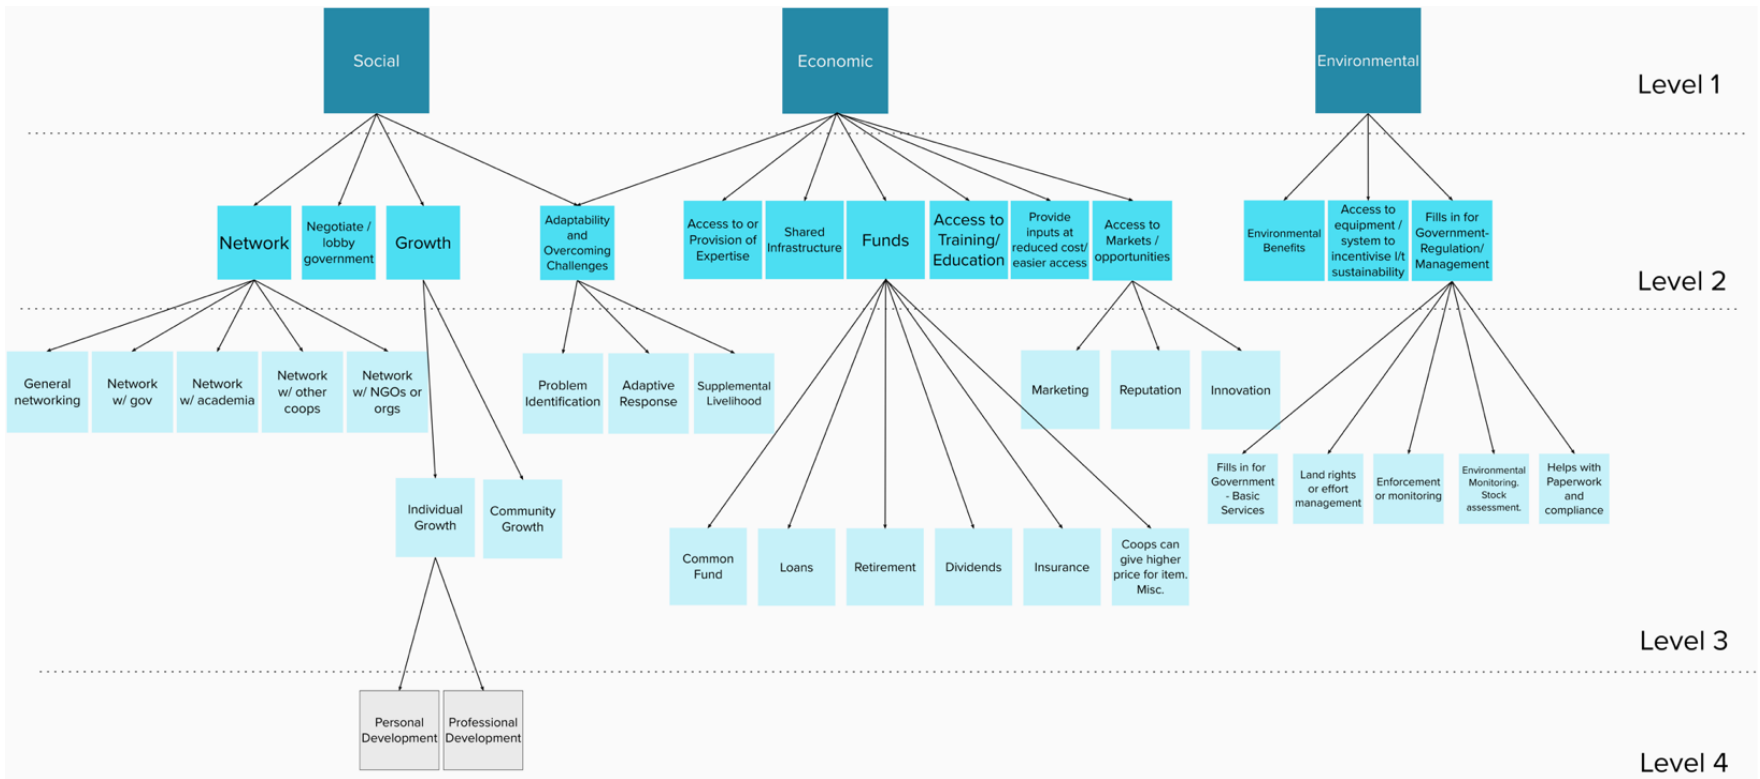 Social
Economic
Environmental
Level 1
Network
Negotiate /
lobby
government
Growth
Adaptability
and
Overcoming
Challenges
Access to or
Provision of
Expertise
Shared
Infrastructure
Funds
Access to
Training/
Education
Provide
inputs at
reduced cost/
easier access
Access to
Markets /
opportunities
Environmental
Benefits
Access to
equipment /
system to
incentivise l/t
sustainability
Fills in for
Government-
Regulation/
Management
Level 2
General
networking
Network
w/ gov
Network
w/ academia
Network
w/ other
coops
Network
w/ NGOs or
orgs
Problem
Identification
Adaptive
Response
Supplemental
Livelihood
Marketing
Reputation
Innovation
Individual
Growth
Community
Growth
Fills in for
Government
- Basic
Services
Land rights
or effort
management
Enforcement
or monitoring
Environmental
Monitoring.
Stock
assessment.
Helps with
Paperwork
and
compliance
Common
Fund
Loans
Retirement
Dividends
Insurance
Coops can
give higher
price for item.
Misc.
Level 3
Personal
Development
Professional
Development
Level 4